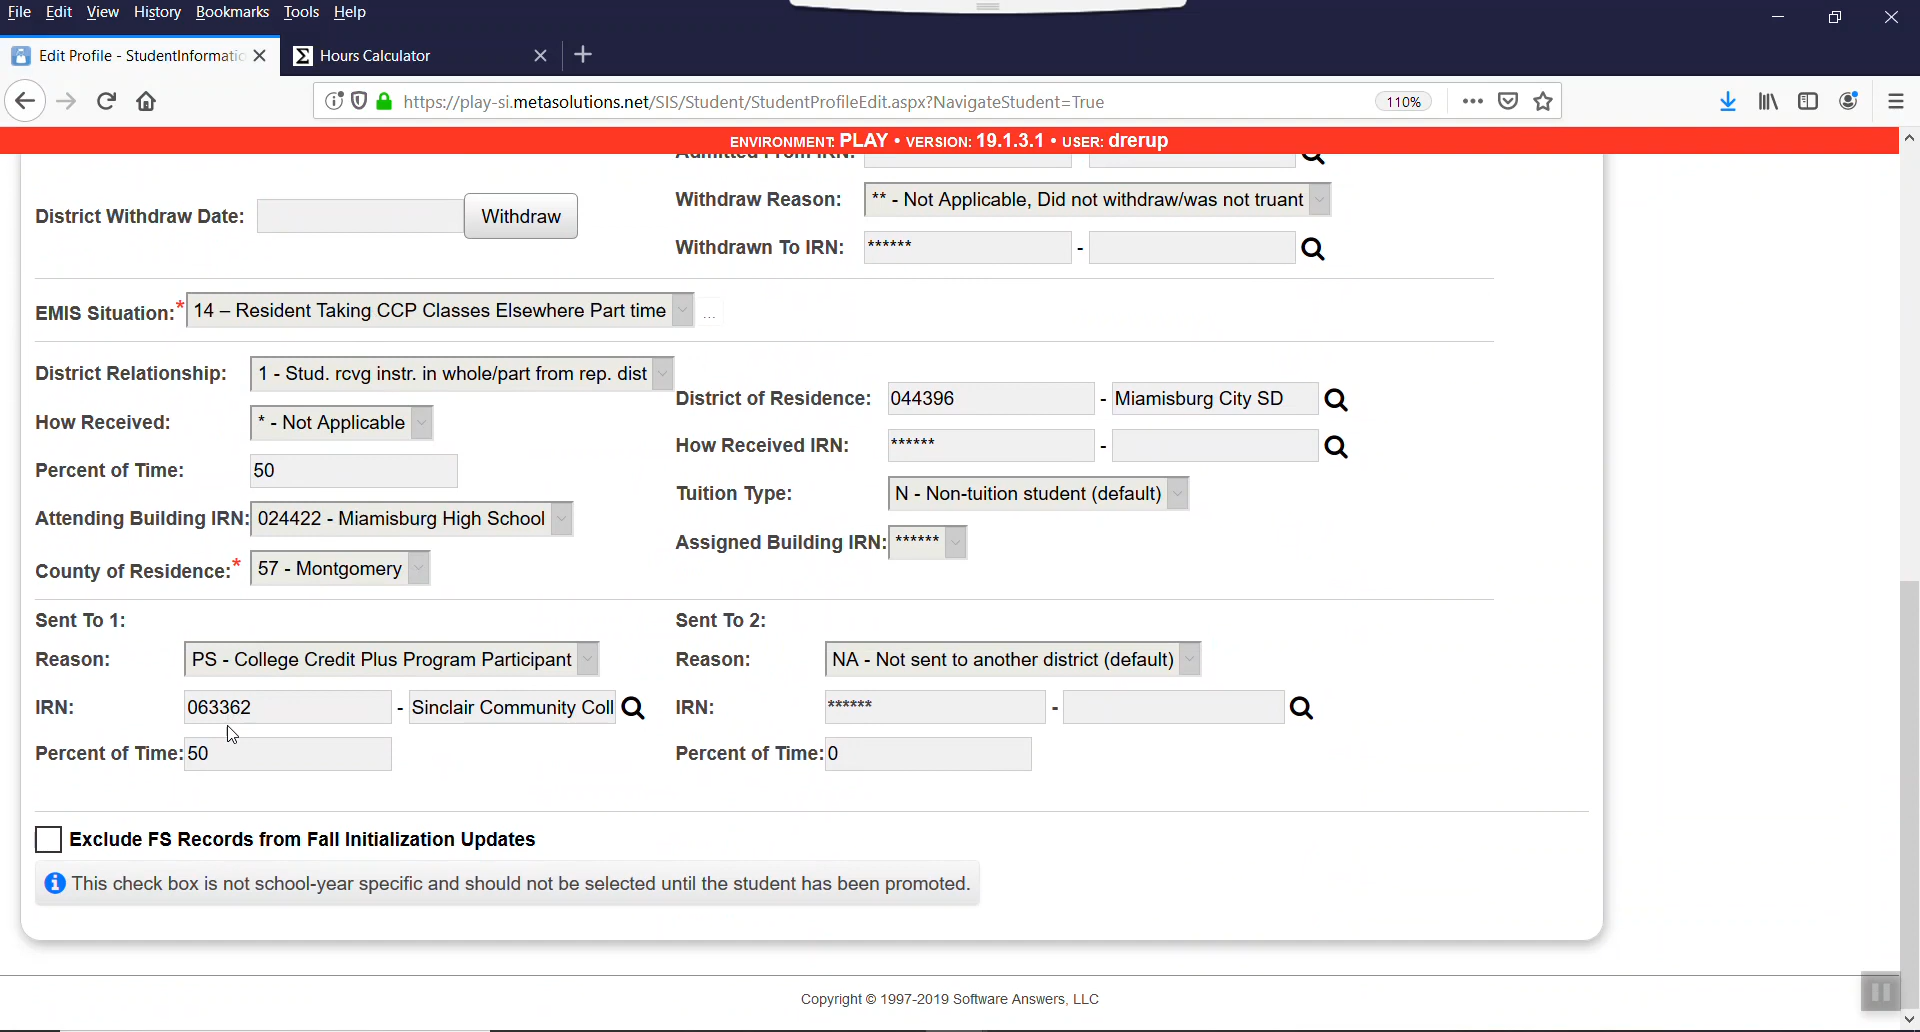 File Edit View History Bookmarks Tools Help
Edit Profile - StudentInformatic Hours Calculator
https://play-si.metasolutions.net/SIS/Student/StudentProfileEdit.aspx?NavigateStudent=True 110%
ENVIRONMENT: PLAY • VERSION: 19.1.3.1 • USER: drerup
Admitted From IRN:
Withdraw Reason: ** - Not Applicable, Did not withdraw/was not truant
District Withdraw Date: Withdraw
Withdrawn To IRN: ****** -
EMIS Situation:* 14 – Resident Taking CCP Classes Elsewhere Part time ...
District Relationship: 1 - Stud. rcvg instr. in whole/part from rep. dist
District of Residence: 044396 - Miamisburg City SD
How Received: * - Not Applicable
How Received IRN: ****** -
Percent of Time: 50
Tuition Type: N - Non-tuition student (default)
Attending Building IRN: 024422 - Miamisburg High School
Assigned Building IRN: ******
County of Residence:* 57 - Montgomery
Sent To 1: Sent To 2:
Reason: PS - College Credit Plus Program Participant Reason: NA - Not sent to another district (default)
IRN: 063362 - Sinclair Community Coll IRN: ****** -
Percent of Time: 50 Percent of Time: 0
Exclude FS Records from Fall Initialization Updates
This check box is not school-year specific and should not be selected until the student has been promoted.
Copyright © 1997-2019 Software Answers, LLC